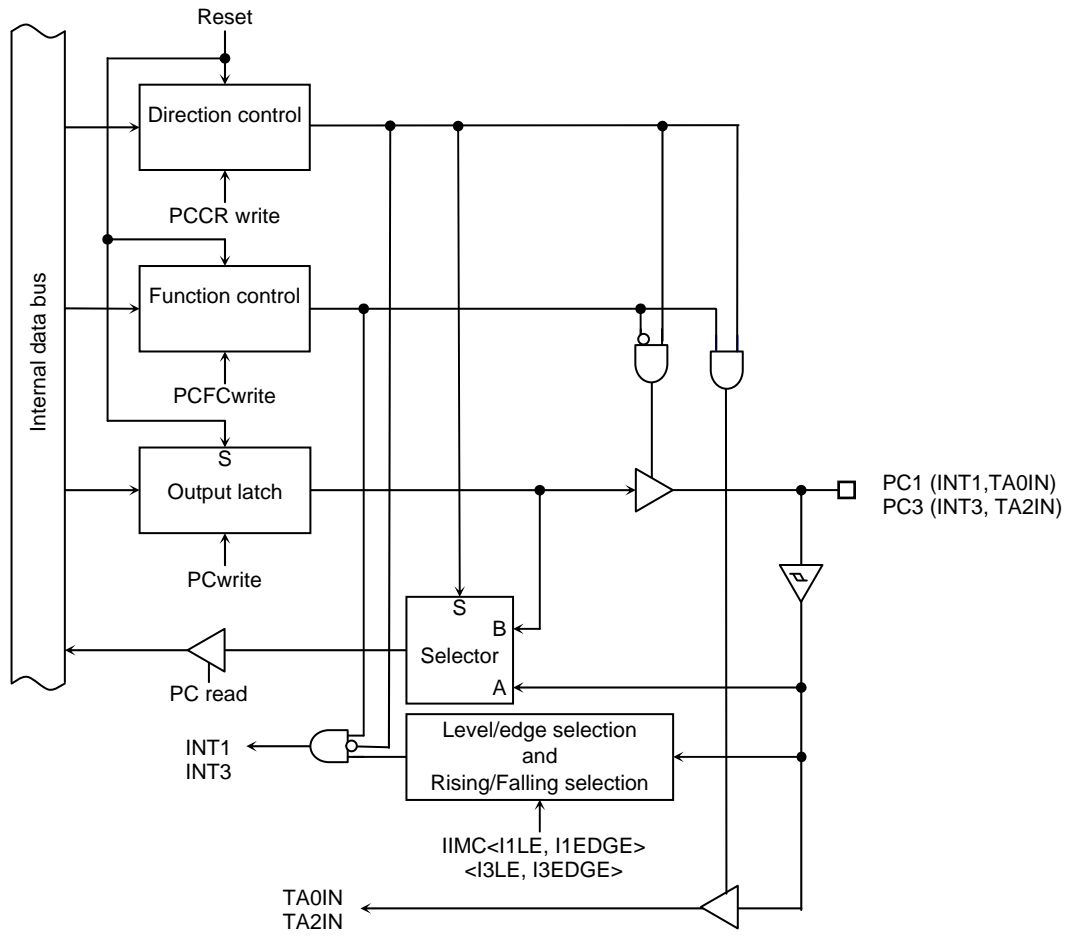 Reset
Direction control
PCCR write
Internal data bus
Function control
PCFCwrite
S
Output latch
PCwrite
PC1 (INT1,TA0IN)
PC3 (INT3, TA2IN)
S
B
Selector
A
PC read
INT1
INT3
Level/edge selection
and
Rising/Falling selection
IIMC<I1LE, I1EDGE>
<I3LE, I3EDGE>
TA0IN
TA2IN